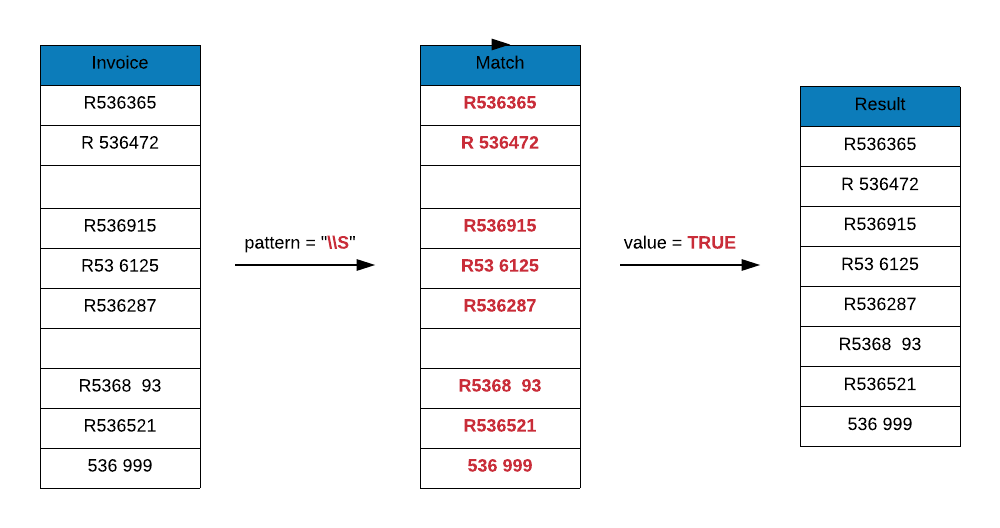 Invoice
R536365
R 536472
R536915
R53 6125
R536287
R5368  93
R536521
536 999
pattern = "\\S"
Match
R536365
R 536472
R536915
R53 6125
R536287
R5368  93
R536521
536 999
value = TRUE
Result
R536365
R 536472
R536915
R53 6125
R536287
R5368  93
R536521
536 999